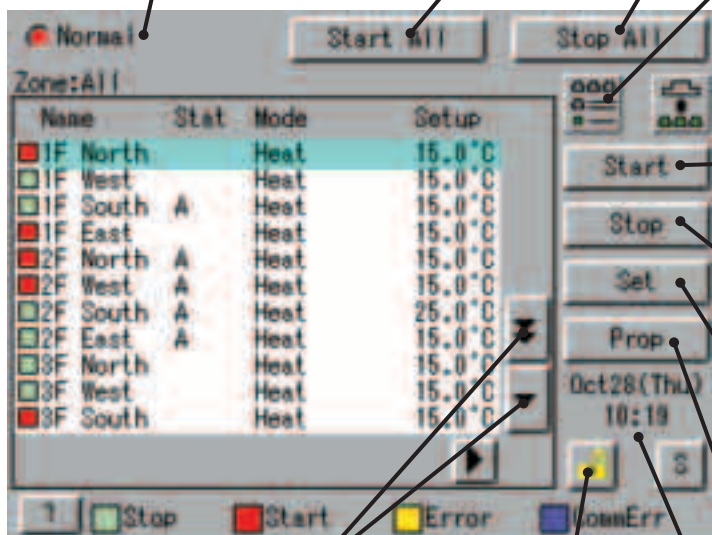 Normal Start All Stop All
Zone:All
Name Stat Mode Setup
1F North Heat 15.0°C
1F West Heat 15.0°C
1F South A Heat 15.0°C
1F East Heat 15.0°C
2F North A Heat 15.0°C
2F West A Heat 15.0°C
2F South A Heat 25.0°C
2F East A Heat 15.0°C
3F North Heat 15.0°C
3F West Heat 15.0°C
3F South Heat 15.0°C
Start
Stop
Set
Prop
Oct28(Thu)
10:19
S
? Stop Start Error CommErr